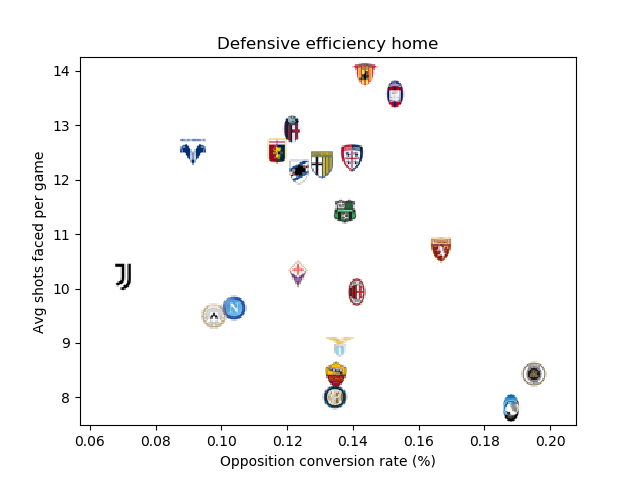 Defensive efficiency home
Avg shots faced per game
14
13
12
11
10
9
8
0.06 0.08 0.10 0.12 0.14 0.16 0.18 0.20
Opposition conversion rate (%)
N